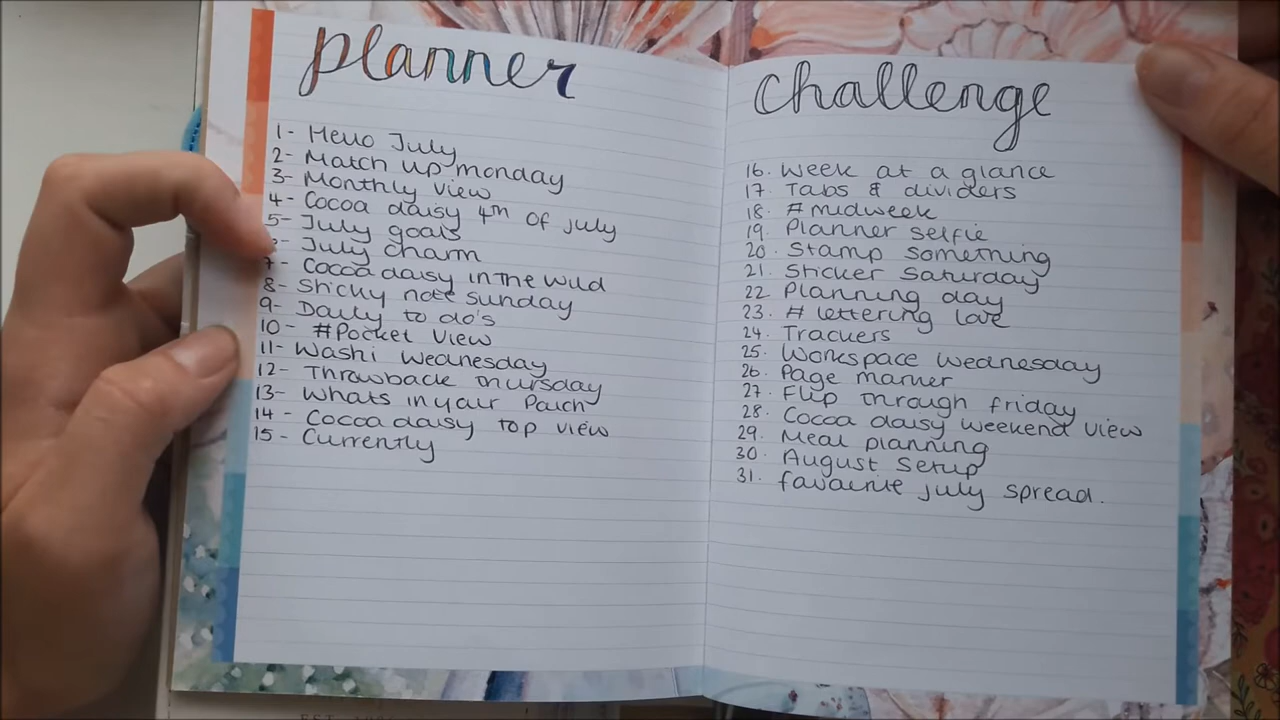 planner
1- Hello July
2- Match up monday
3- Monthly view
4- Cocoa daisy 4th of july
5- July goals
6- July charm
7- Cocoa daisy in the wild
8- Sticky note sunday
9- Daily to do's
10- #Pocket View
11- Washi Wednesday
12- Throwback Thursday
13- Whats in your Pouch
14- Cocoa daisy top view
15- Currently
challenge
16. Week at a glance
17. Tabs & dividers
18. #midweek
19. Planner selfie
20. Stamp something
21. Sticker Saturday
22 Planning day
23. # lettering love
24. Trackers
25. Workspace Wednesday
26. Page marker
27. Flip through friday
28. Cocoa daisy weekend view
29. Meal planning
30. August Setup
31. favourite july spread.